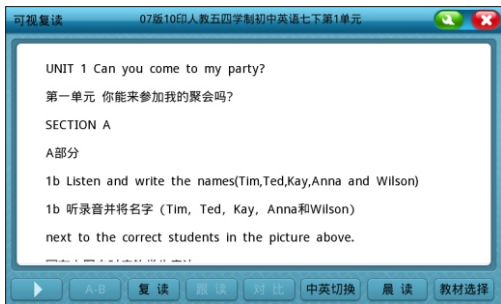 可视复读
07版10印人教五四学制初中英语七下第1单元
UNIT 1 Can you come to my party?
第一单元 你能来参加我的聚会吗?
SECTION A
A部分
1b Listen and write the names(Tim,Ted,Kay,Anna and Wilson)
1b 听录音并将名字（Tim，Ted，Kay，Anna和Wilson）
next to the correct students in the picture above.
A-B 复读 跟读 对比 中英切换 晨读 教材选择